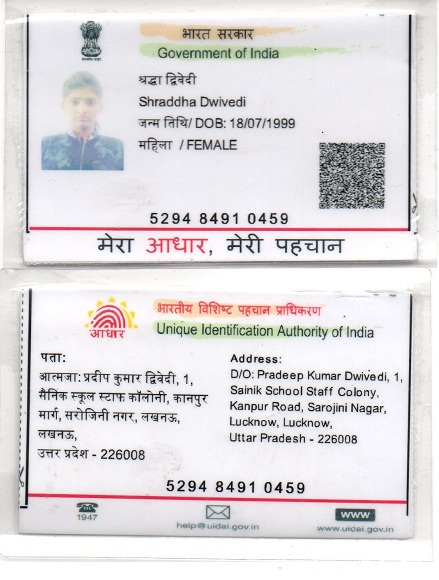 भारत सरकार
Government of India
श्रद्धा द्विवेदी
Shraddha Dwivedi
जन्म तिथि/ DOB: 18/07/1999
महिला / FEMALE
5294 8491 0459
मेरा आधार, मेरी पहचान
भारतीय विशिष्ट पहचान प्राधिकरण
आधार
Unique Identification Authority of India
पता:
आत्मजा: प्रदीप कुमार द्विवेदी, 1,
सैनिक स्कूल स्टाफ कॉलोनी, कानपुर
मार्ग, सरोजिनी नगर, लखनऊ,
लखनऊ,
उत्तर प्रदेश - 226008
Address:
D/O: Pradeep Kumar Dwivedi, 1,
Sainik School Staff Colony,
Kanpur Road, Sarojini Nagar,
Lucknow, Lucknow,
Uttar Pradesh - 226008
5294 8491 0459
1947
help@uidai.gov.in
www
www.uidai.gov.in